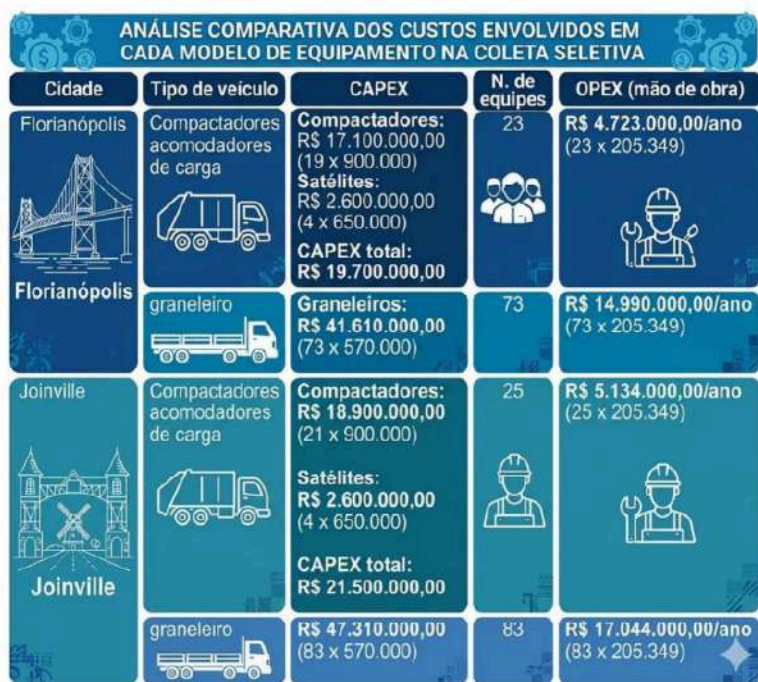 ANÁLISE COMPARATIVA DOS CUSTOS ENVOLVIDOS EM
CADA MODELO DE EQUIPAMENTO NA COLETA SELETIVA
Cidade
Tipo de veículo
CAPEX
N. de
equipes
OPEX (mão de obra)
Florianópolis
Florianópolis
Compactadores
acomodadores
de carga
Compactadores:
R$ 17.100.000,00
(19 x 900.000)
Satélites:
R$ 2.600.000,00
(4 x 650.000)
CAPEX total:
R$ 19.700.000,00
23
R$ 4.723.000,00/ano
(23 x 205.349)
graneleiro
Graneleiros:
R$ 41.610.000,00
(73 x 570.000)
73
R$ 14.990.000,00/ano
(73 x 205.349)
Joinville
Joinville
Compactadores
acomodadores
de carga
Compactadores:
R$ 18.900.000,00
(21 x 900.000)
Satélites:
R$ 2.600.000,00
(4 x 650.000)
CAPEX total:
R$ 21.500.000,00
25
R$ 5.134.000,00/ano
(25 x 205.349)
graneleiro
R$ 47.310.000,00
(83 x 570.000)
83
R$ 17.044.000,00/ano
(83 x 205.349)